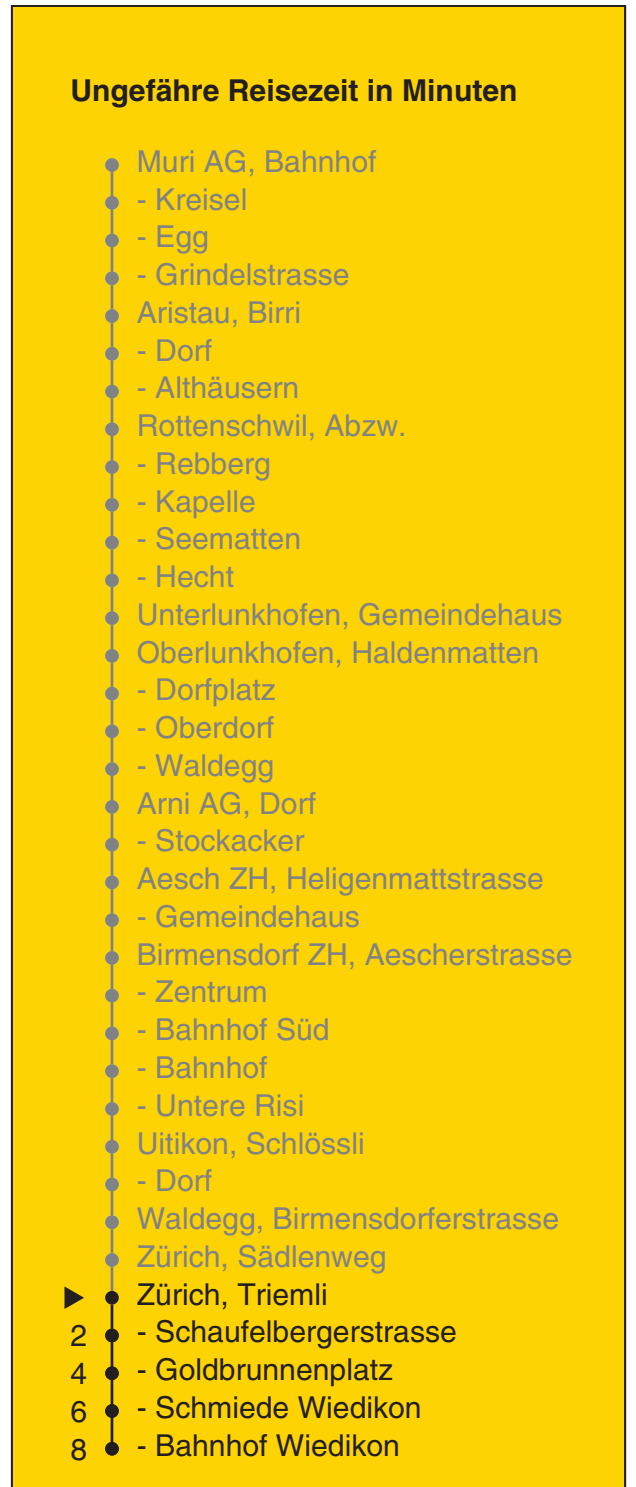 Ungefähre Reisezeit in Minuten
Muri AG, Bahnhof
- Kreisel
- Egg
- Grindelstrasse
Aristau, Birri
- Dorf
- Althäusern
Rottenschwil, Abzw.
- Rebberg
- Kapelle
- Seematten
- Hecht
Unterlunkhofen, Gemeindehaus
Oberlunkhofen, Haldenmatten
- Dorfplatz
- Oberdorf
- Waldegg
Arni AG, Dorf
- Stockacker
Aesch ZH, Heligenmattstrasse
- Gemeindehaus
Birmensdorf ZH, Aescherstrasse
- Zentrum
- Bahnhof Süd
- Bahnhof
- Untere Risi
Uitikon, Schlössli
- Dorf
Waldegg, Birmensdorferstrasse
Zürich, Sädlenweg
Zürich, Triemli
2 - Schaufelbergerstrasse
4 - Goldbrunnenplatz
6 - Schmiede Wiedikon
8 - Bahnhof Wiedikon